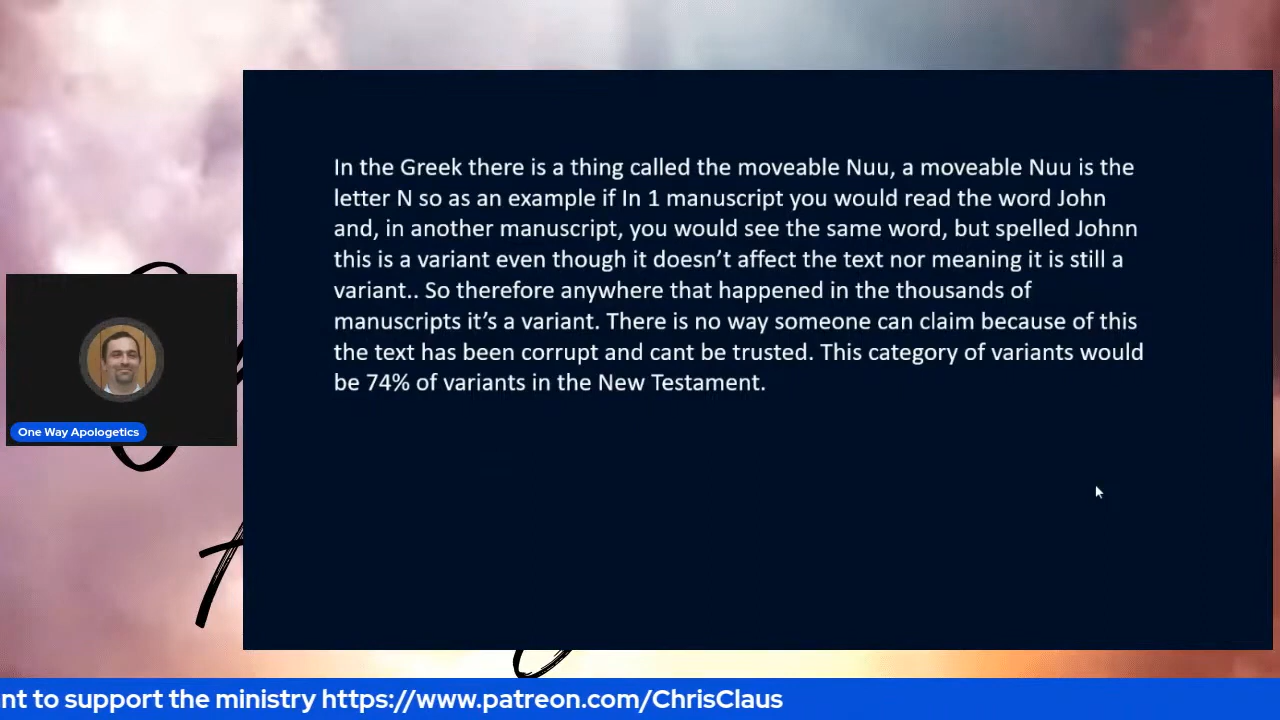 In the Greek there is a thing called the moveable Nuu, a moveable Nuu is the
letter N so as an example if In 1 manuscript you would read the word John
and, in another manuscript, you would see the same word, but spelled Johnn
this is a variant even though it doesn’t affect the text nor meaning it is still a
variant.. So therefore anywhere that happened in the thousands of
manuscripts it’s a variant. There is no way someone can claim because of this
the text has been corrupt and cant be trusted. This category of variants would
be 74% of variants in the New Testament.
One Way Apologetics
nt to support the ministry https://www.patreon.com/ChrisClaus